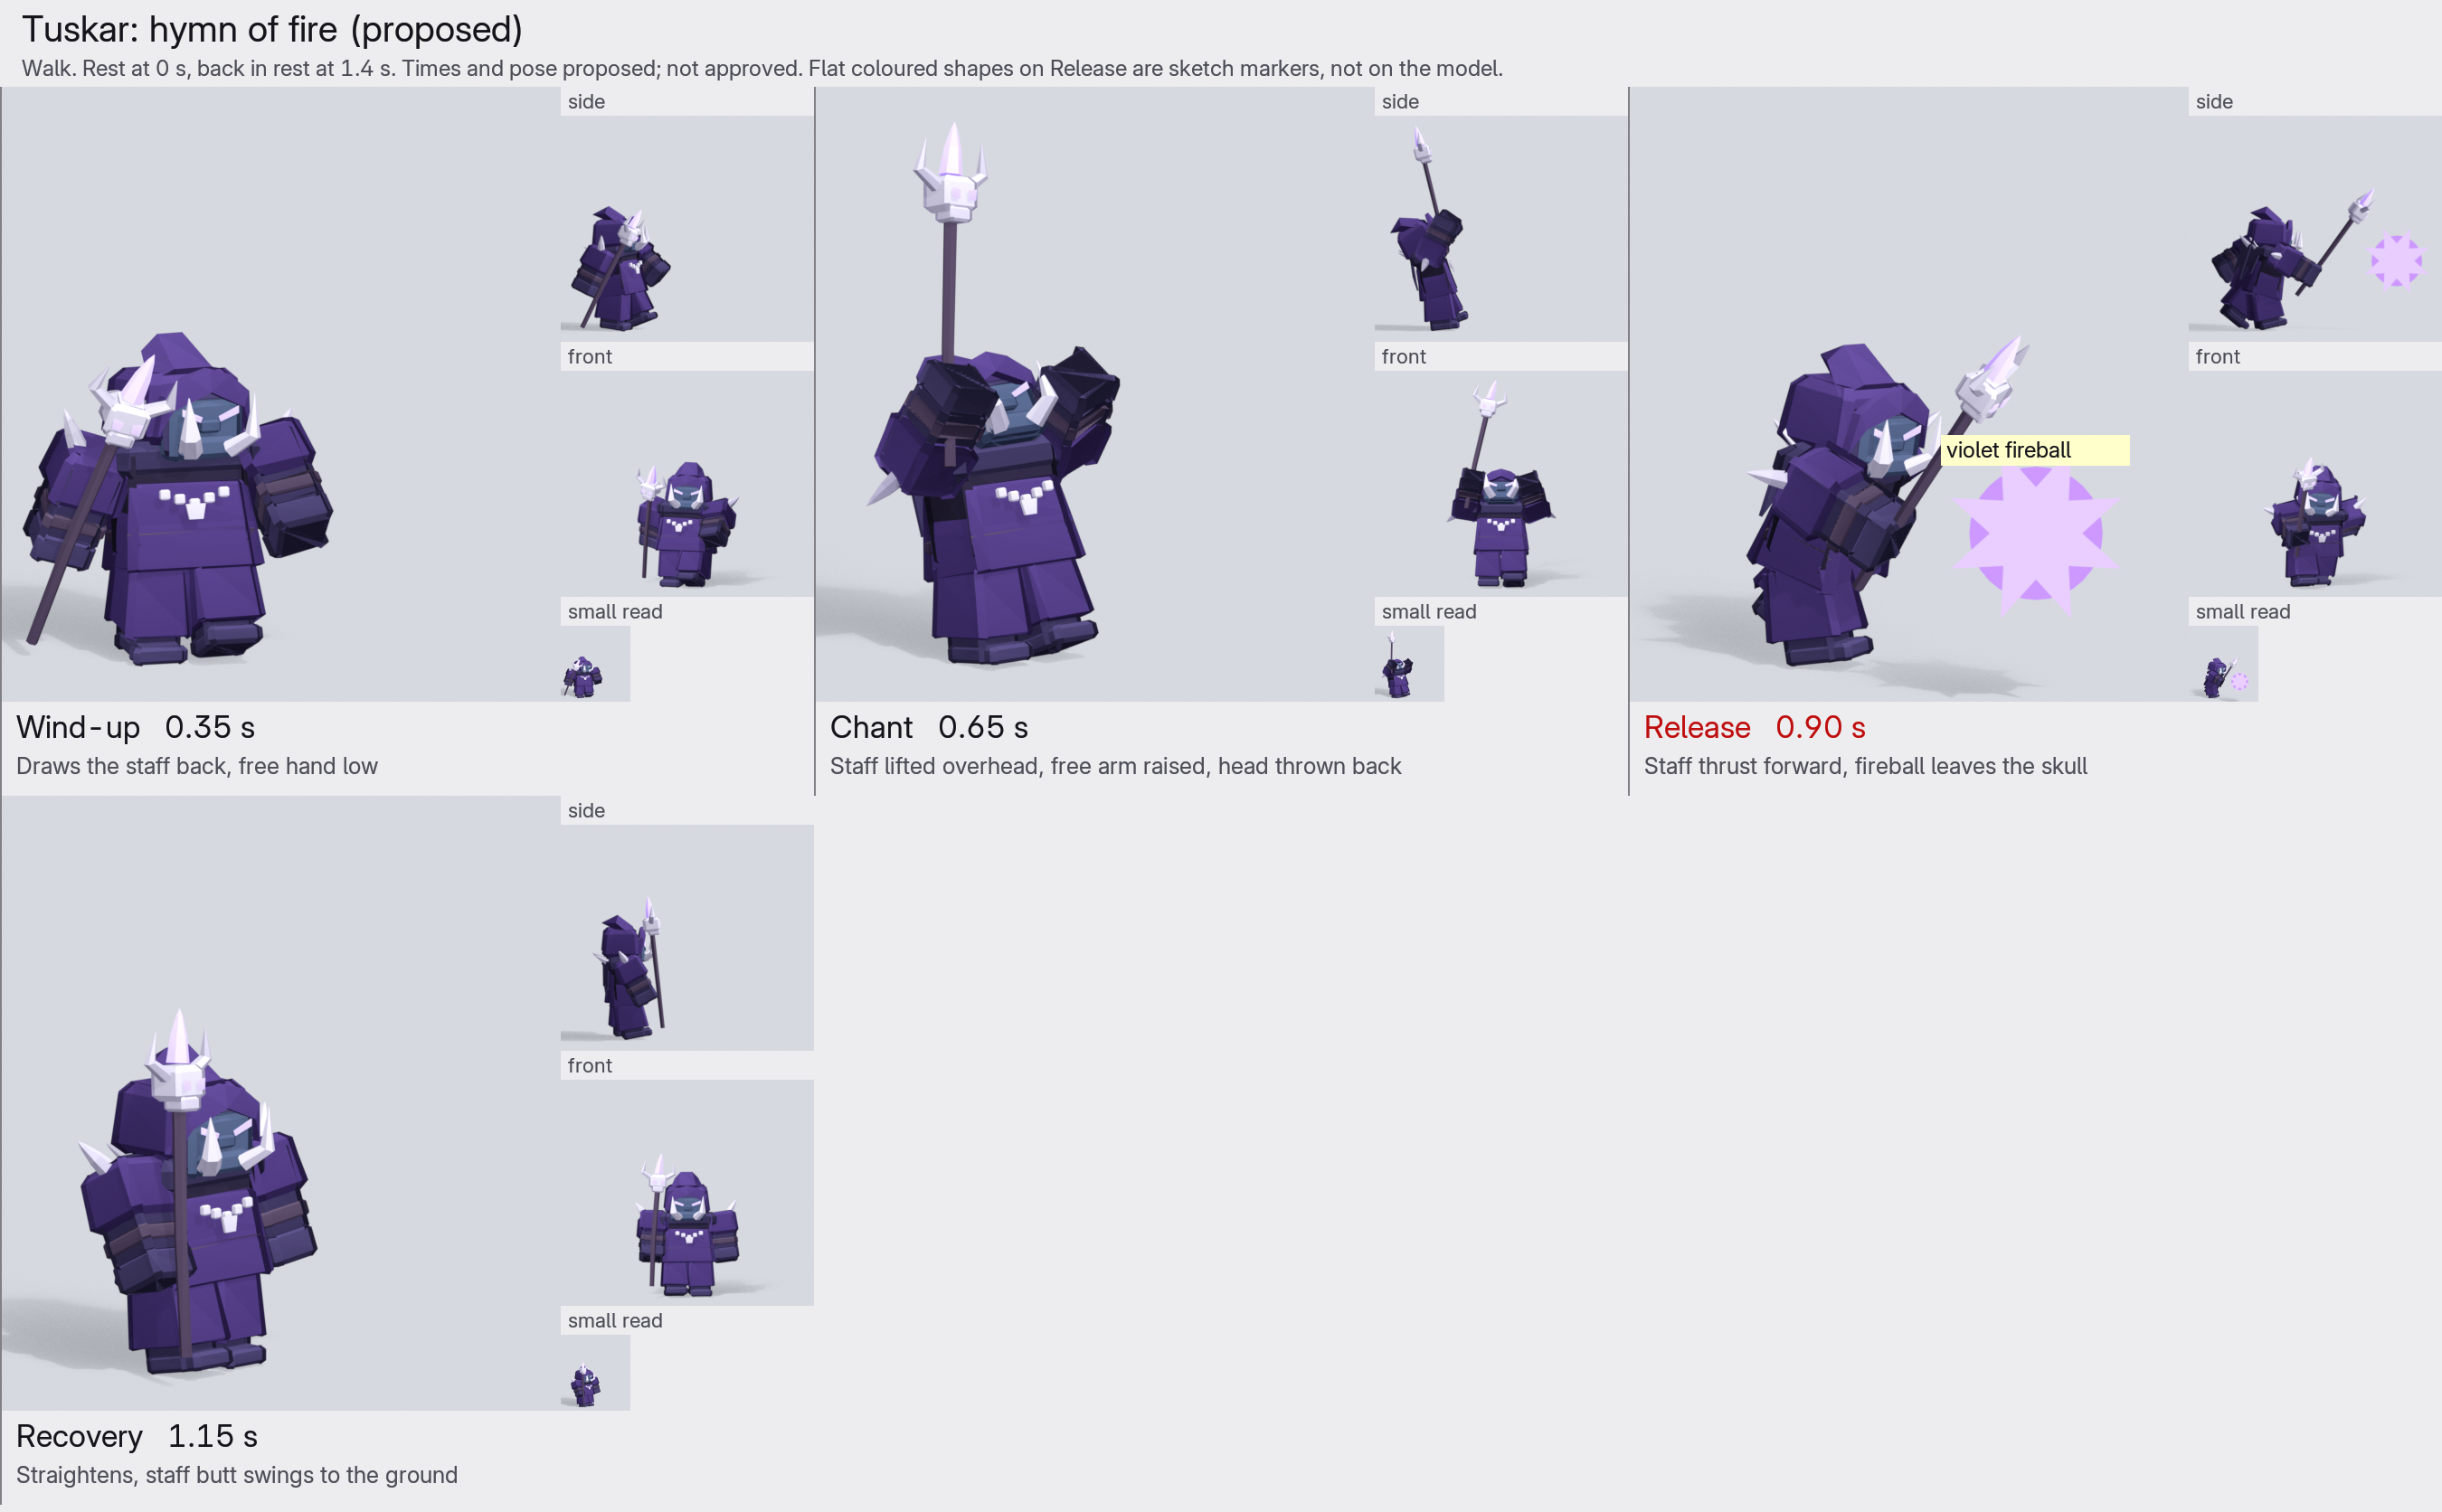 Tuskar: hymn of fire (proposed)
Walk. Rest at 0 s, back in rest at 1.4 s. Times and pose proposed; not approved. Flat coloured shapes on Release are sketch markers, not on the model.
side
front
small read
Wind-up 0.35 s
Draws the staff back, free hand low
side
front
small read
Chant 0.65 s
Staff lifted overhead, free arm raised, head thrown back
side
front
violet fireball
small read
Release 0.90 s
Staff thrust forward, fireball leaves the skull
side
front
small read
Recovery 1.15 s
Straightens, staff butt swings to the ground